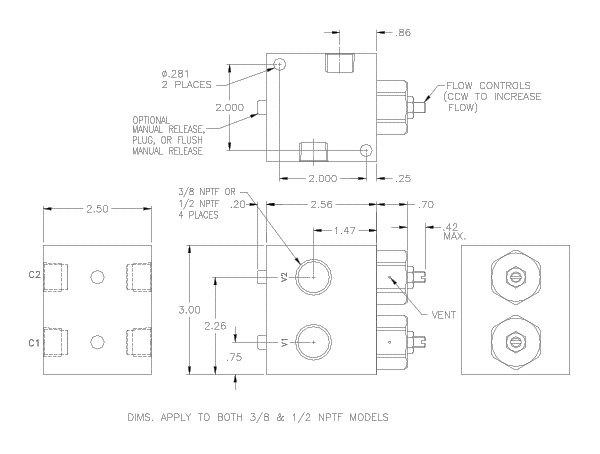 .86
Ø.281
2 PLACES
2.000
FLOW CONTROLS
(CCW TO INCREASE
FLOW)
OPTIONAL
MANUAL RELEASE,
PLUG, OR FLUSH
MANUAL RELEASE
2.000
.25
3/8 NPTF OR
1/2 NPTF
4 PLACES
.20
2.56
.70
2.50
1.47
.42
MAX.
C2
V2
3.00
2.26
VENT
C1
V1
.75
DIMS. APPLY TO BOTH 3/8 & 1/2 NPTF MODELS